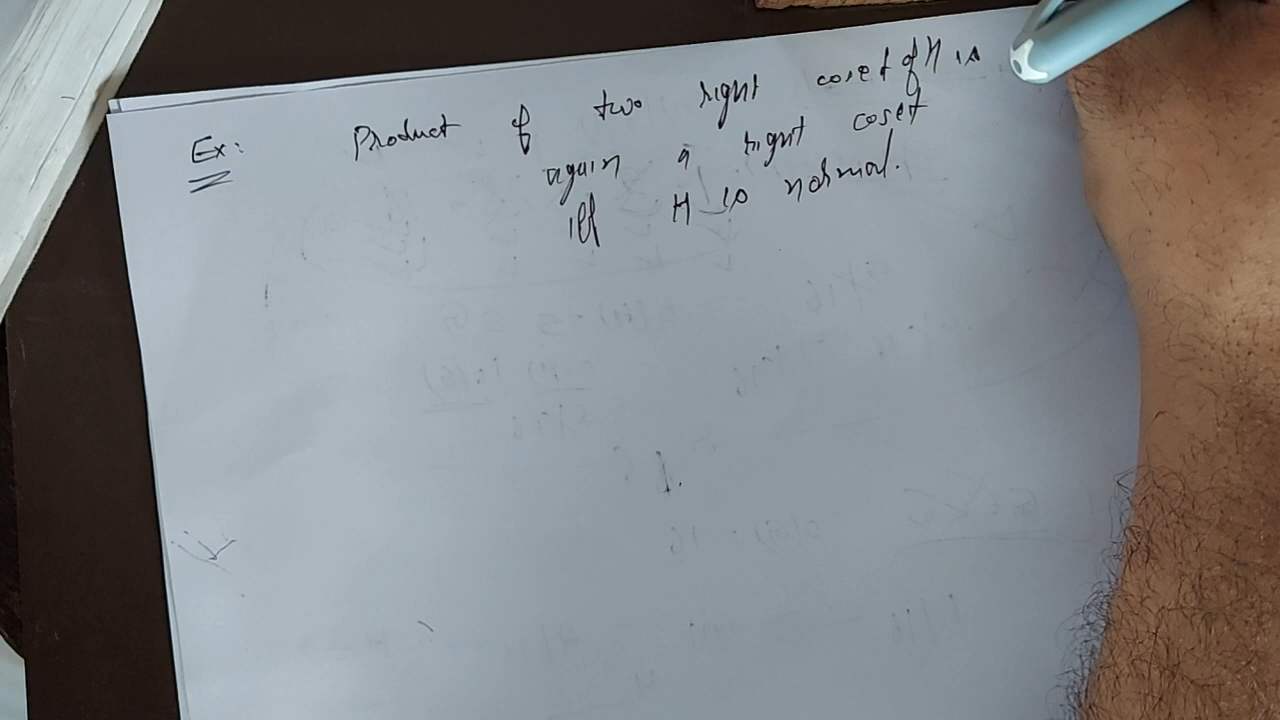 Ex: Product of two right coset of H is
again a right coset
iff H is normal.